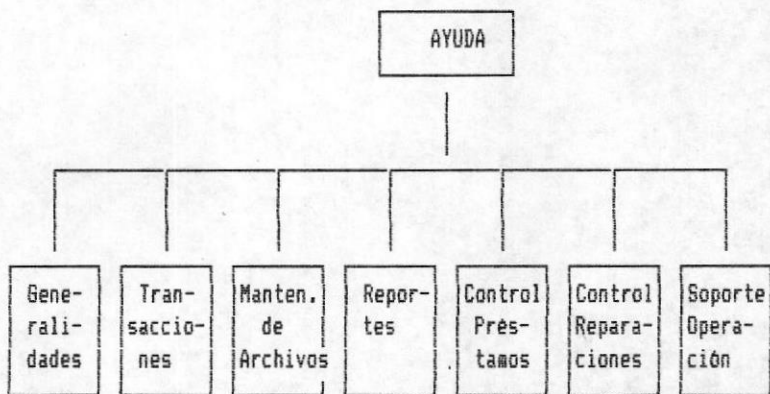 AYUDA
Gene-
rali-
dades
Tran-
saccio-
nes
Manten.
de
Archivos
Repor-
tes
Control
Prés-
tamos
Control
Repara-
ciones
Soporte
Opera-
ción